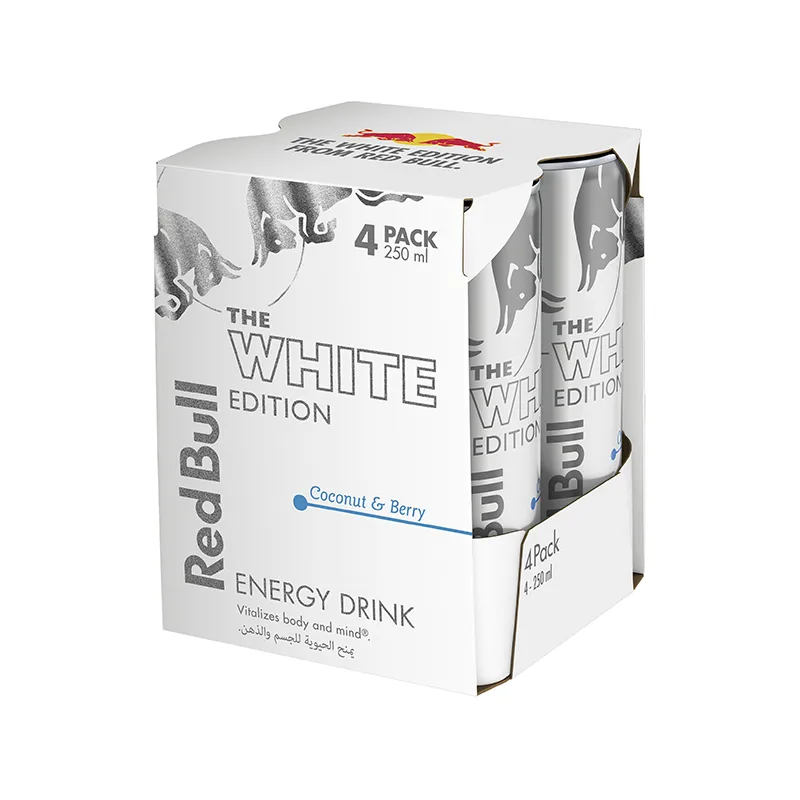 THE WHITE EDITION
FROM RED BULL.
4 PACK
250 ml
THE
WHITE
EDITION
Red Bull
Coconut & Berry
ENERGY DRINK
Vitalizes body and mind®.
يمنح الحيوية للجسم والذهن.
THE
WH
EDITION
Bull
THE
WHI
EDITION
Bull
4 Pack
4 - 250 ml